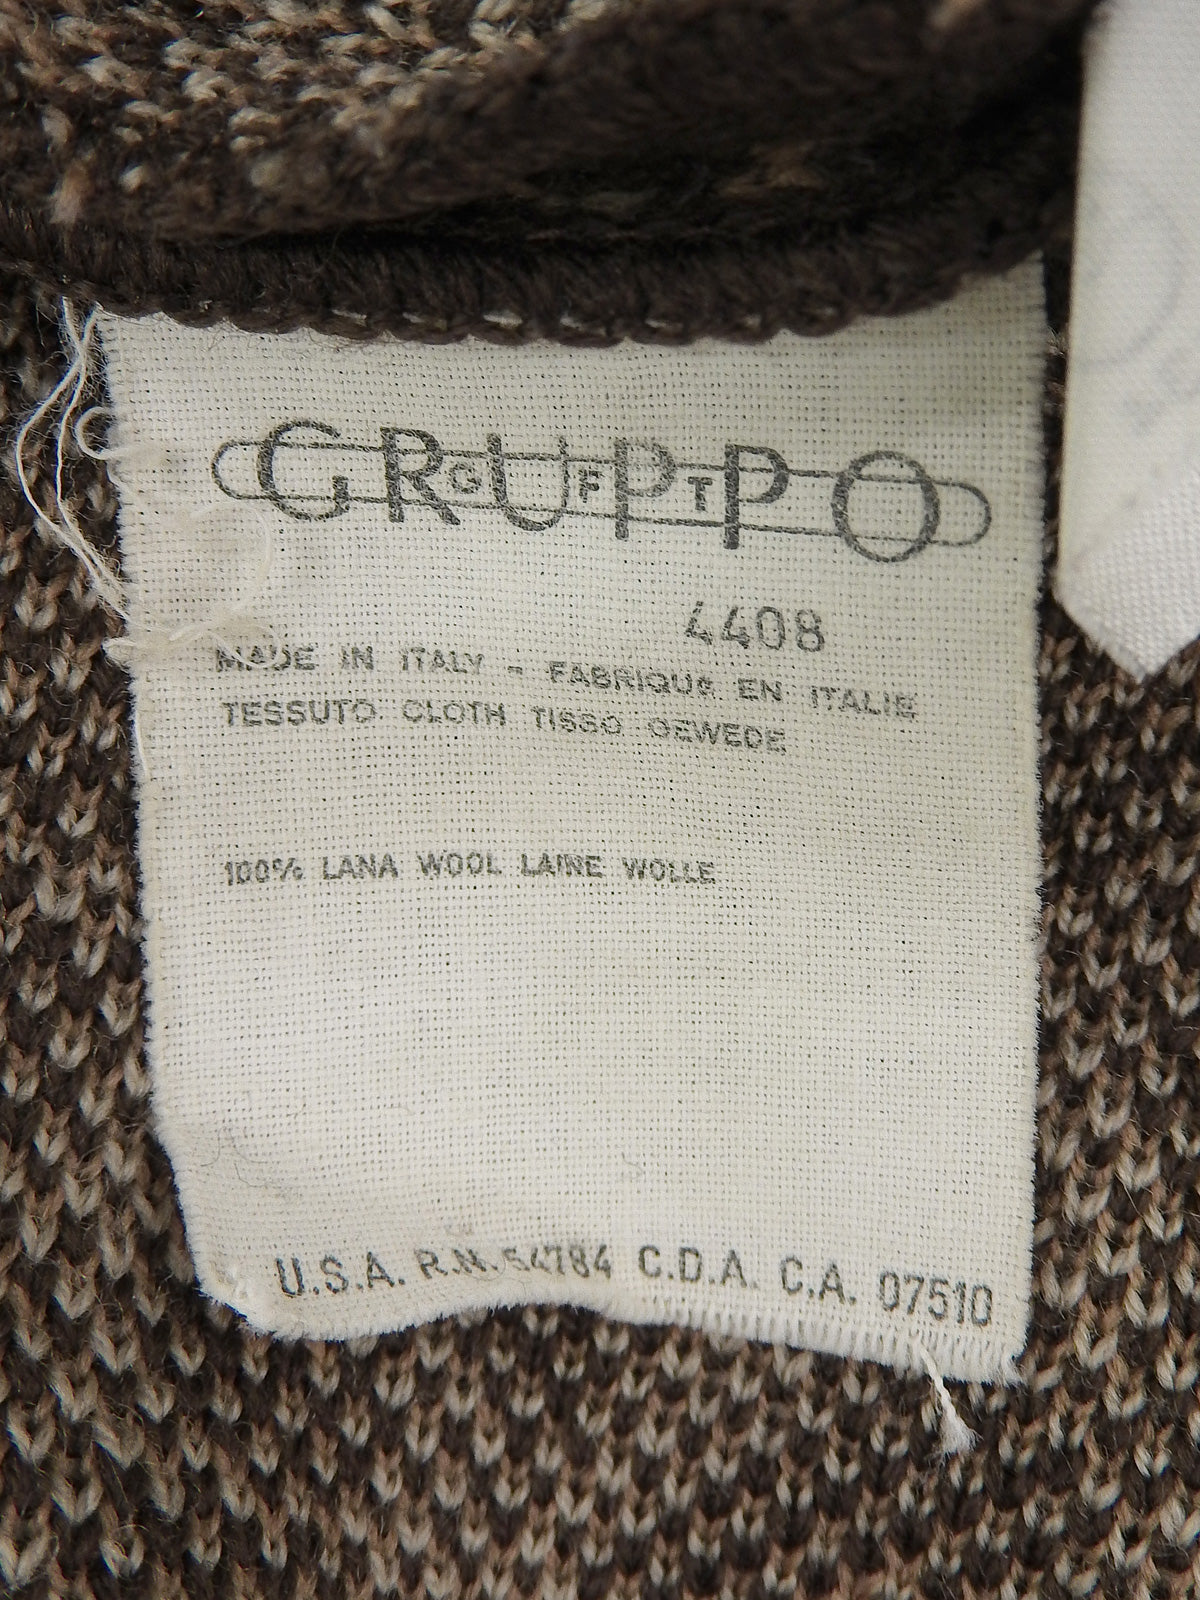 GRUPPO
G F T
4408
MADE IN ITALY - FABRIQUE EN ITALIE
TESSUTO CLOTH TISSO GEWEDE
100% LANA WOOL LAINE WOLLE
U.S.A. R.N. 54784 C.D.A. C.A. 07510